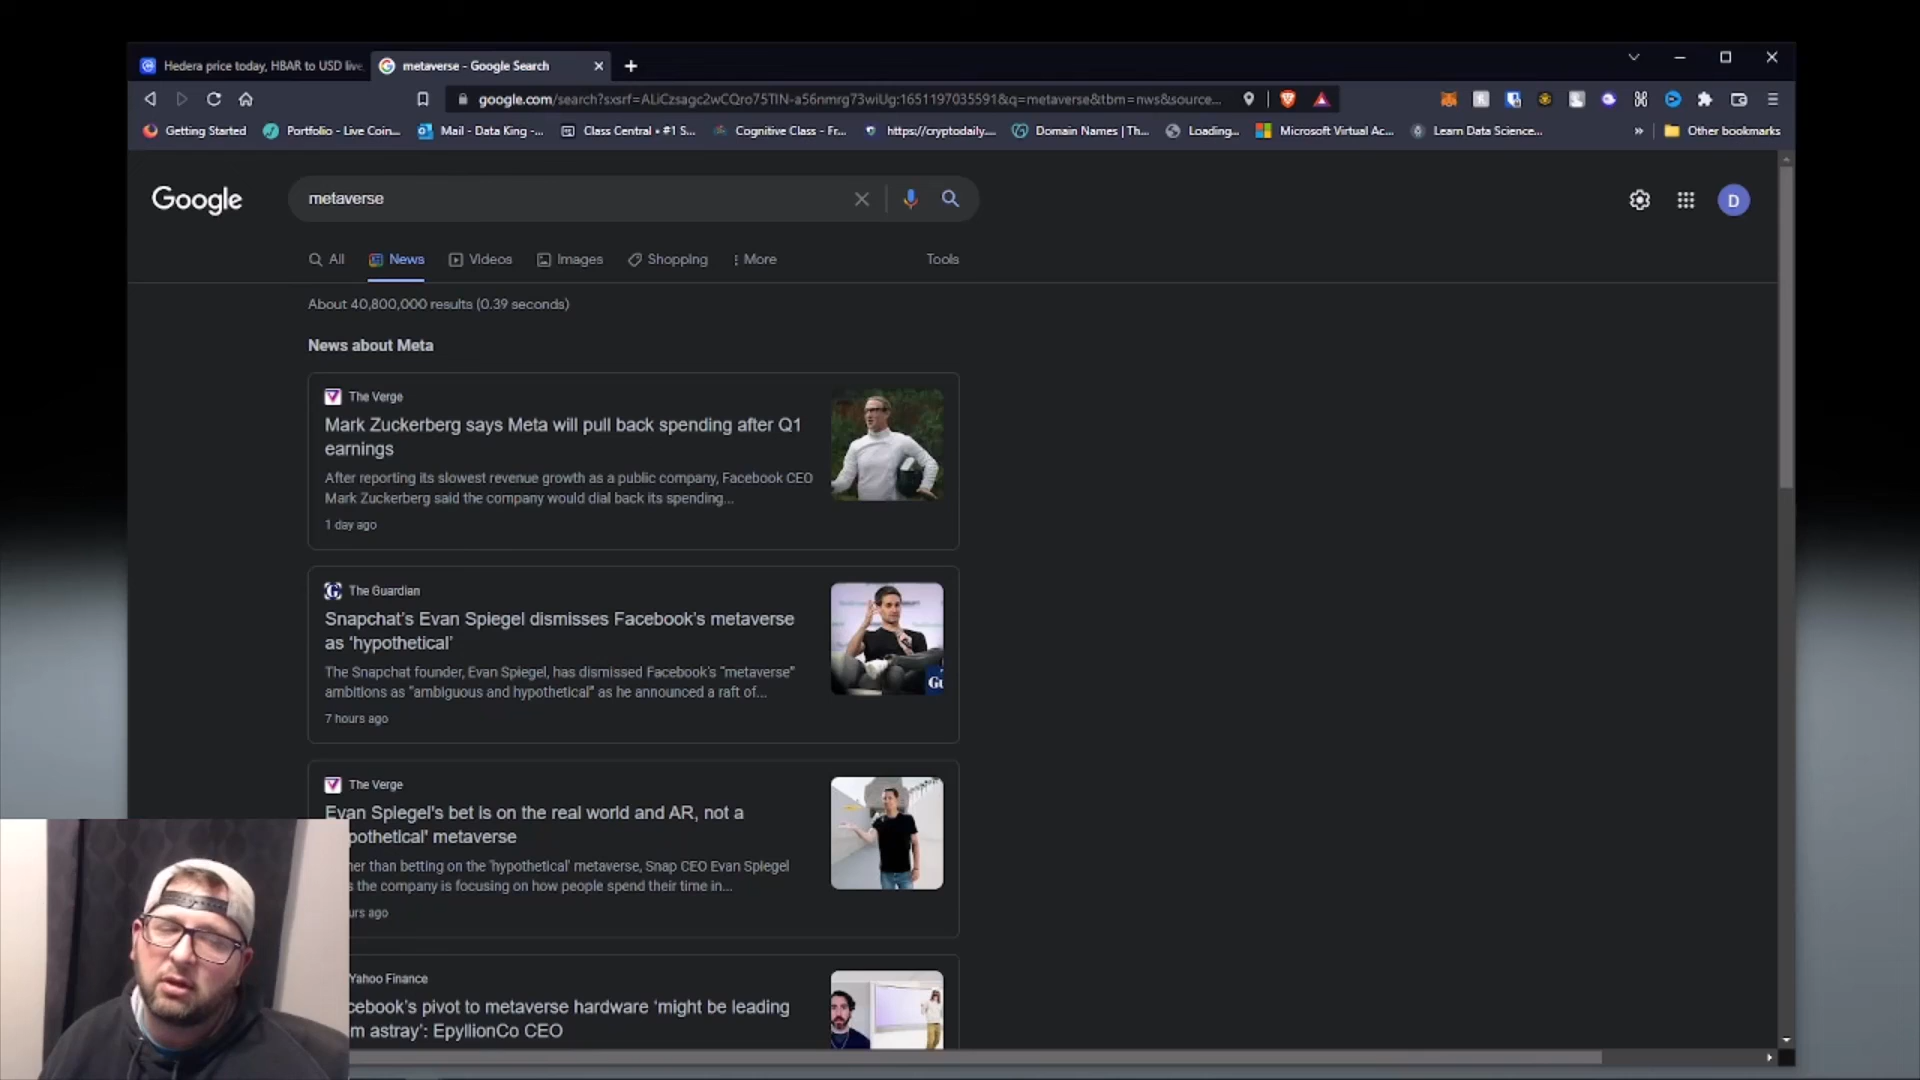 Hedera price today, HBAR to USD live,
metaverse - Google Search
google.com/search?sxsrf=ALiCzsagc2wCQro75TIN-a56nmrg73wiUg:1651197035591&q=metaverse&tbm=nws&source...
Getting Started
Portfolio - Live Coin...
Mail - Data King -...
Class Central • #1 S...
Cognitive Class - Fr...
https://cryptodaily....
Domain Names | Th...
Loading...
Microsoft Virtual Ac...
Learn Data Science...
»
Other bookmarks
Google
metaverse
D
All
News
Videos
Images
Shopping
More
Tools
About 40,800,000 results (0.39 seconds)
News about Meta
The Verge
Mark Zuckerberg says Meta will pull back spending after Q1
earnings
After reporting its slowest revenue growth as a public company, Facebook CEO
Mark Zuckerberg said the company would dial back its spending...
1 day ago
The Guardian
Snapchat's Evan Spiegel dismisses Facebook's metaverse
as 'hypothetical'
The Snapchat founder, Evan Spiegel, has dismissed Facebook's "metaverse"
ambitions as "ambiguous and hypothetical" as he announced a raft of...
7 hours ago
Gu
The Verge
Evan Spiegel's bet is on the real world and AR, not a
pothetical' metaverse
her than betting on the 'hypothetical' metaverse, Snap CEO Evan Spiegel
s the company is focusing on how people spend their time in...
urs ago
Yahoo Finance
cebook's pivot to metaverse hardware 'might be leading
m astray': EpyllionCo CEO